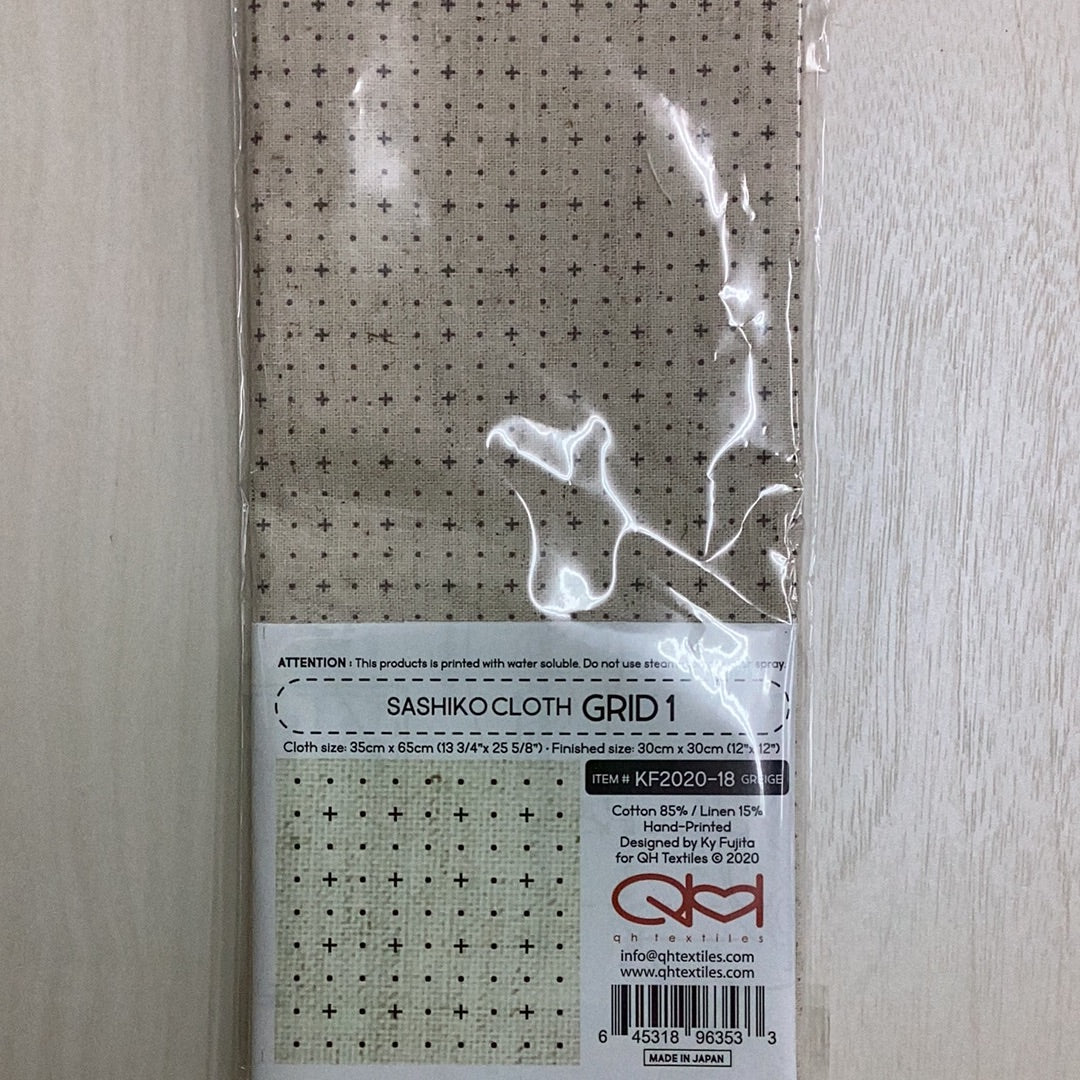 ATTENTION : This products is printed with water soluble. Do not use steam spray.
SASHIKO CLOTH GRID 1
Cloth size: 35cm x 65cm (13 3/4"x 25 5/8") • Finished size: 30cm x 30cm (12"x 12")
ITEM # KF2020-18 GREIGE
Cotton 85% / Linen 15%
Hand-Printed
Designed by Ky Fujita
for QH Textiles © 2020
QH
qh textiles
info@qhtextiles.com
www.qhtextiles.com
6 45318 96353 3
MADE IN JAPAN